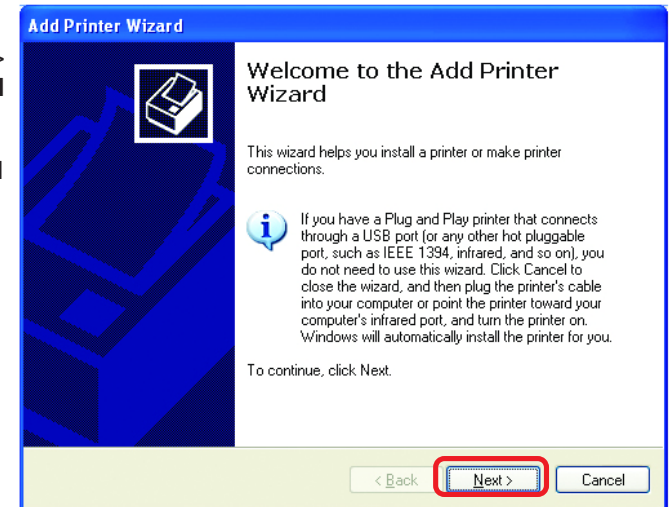 Add Printer Wizard
Welcome to the Add Printer
Wizard
This wizard helps you install a printer or make printer
connections.
If you have a Plug and Play printer that connects
through a USB port (or any other hot pluggable
port, such as IEEE 1394, infrared, and so on), you
do not need to use this wizard. Click Cancel to
close the wizard, and then plug the printer's cable
into your computer or point the printer toward your
computer's infrared port, and turn the printer on.
Windows will automatically install the printer for you.
To continue, click Next.
< Back Next > Cancel